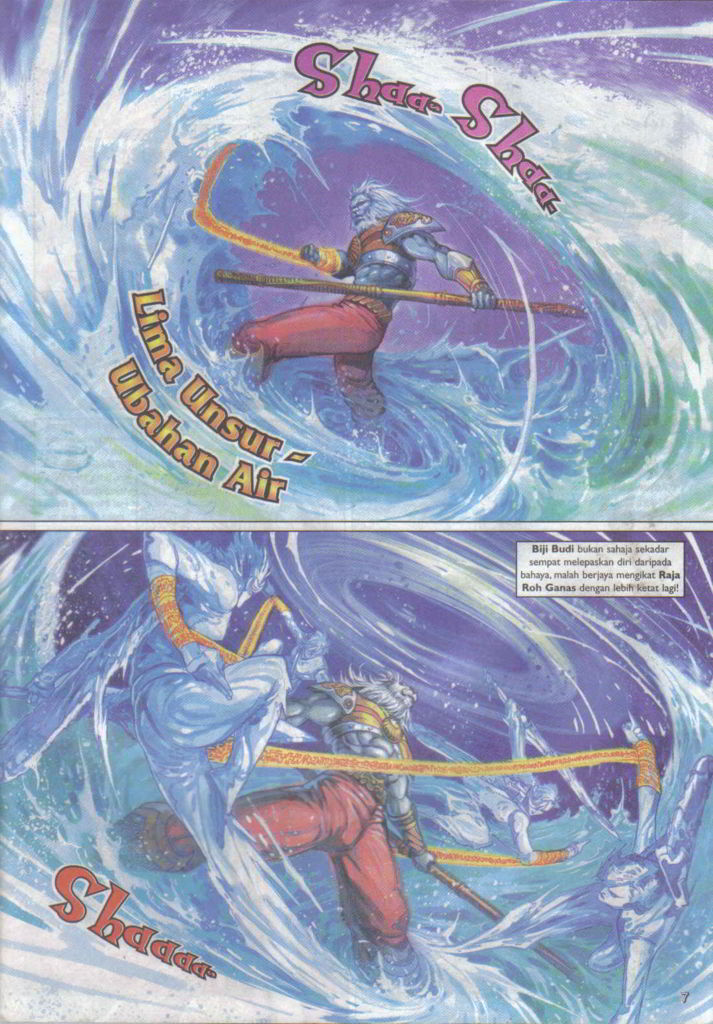 Shaa-
Shaa-
Lima Unsur -
Ubahan Air
Biji Budi bukan sahaja sekadar
sempat melepaskan diri daripada
bahaya, malah berjaya mengikat Raja
Roh Ganas dengan lebih ketat lagi!
Shaaaa-
7